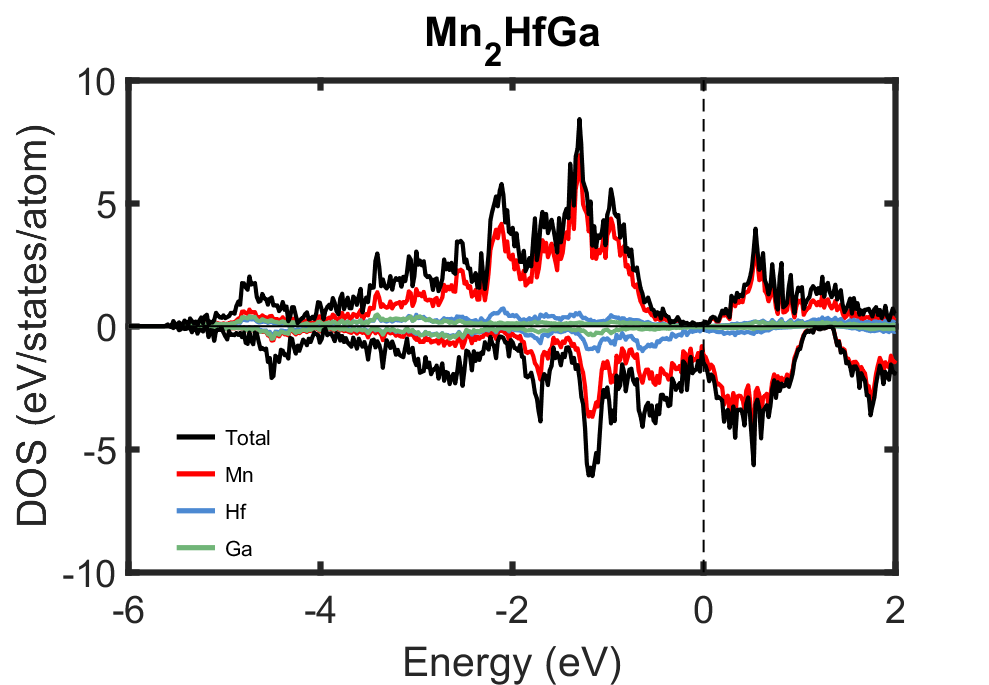 Mn2HfGa
10
5
0
-5
-10
DOS (eV/states/atom)
Total
Mn
Hf
Ga
-6 -4 -2 0 2
Energy (eV)